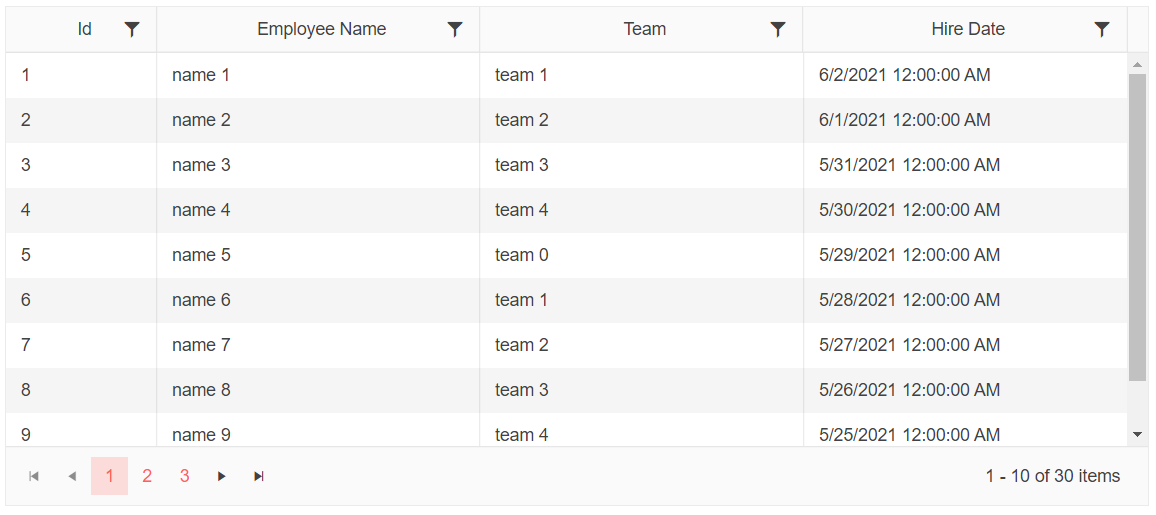 Id Employee Name Team Hire Date
1 name 1 team 1 6/2/2021 12:00:00 AM
2 name 2 team 2 6/1/2021 12:00:00 AM
3 name 3 team 3 5/31/2021 12:00:00 AM
4 name 4 team 4 5/30/2021 12:00:00 AM
5 name 5 team 0 5/29/2021 12:00:00 AM
6 name 6 team 1 5/28/2021 12:00:00 AM
7 name 7 team 2 5/27/2021 12:00:00 AM
8 name 8 team 3 5/26/2021 12:00:00 AM
9 name 9 team 4 5/25/2021 12:00:00 AM
1 2 3 1 - 10 of 30 items